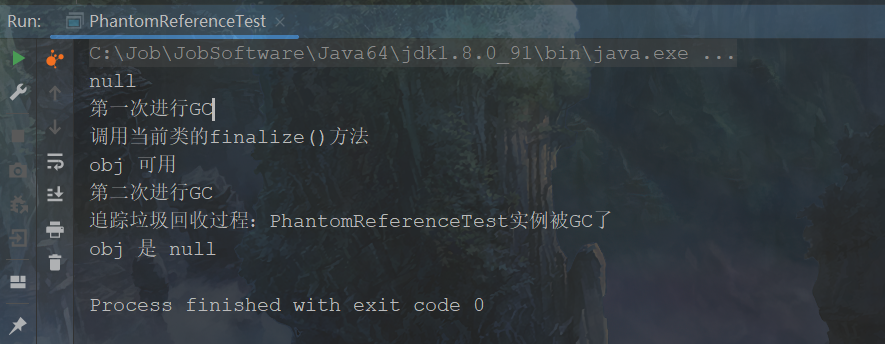 Run: PhantomReferenceTest
C:\Job\JobSoftware\Java64\jdk1.8.0_91\bin\java.exe ...
null
第一次进行GC
调用当前类的finalize()方法
obj 可用
第二次进行GC
追踪垃圾回收过程：PhantomReferenceTest实例被GC了
obj 是 null
Process finished with exit code 0